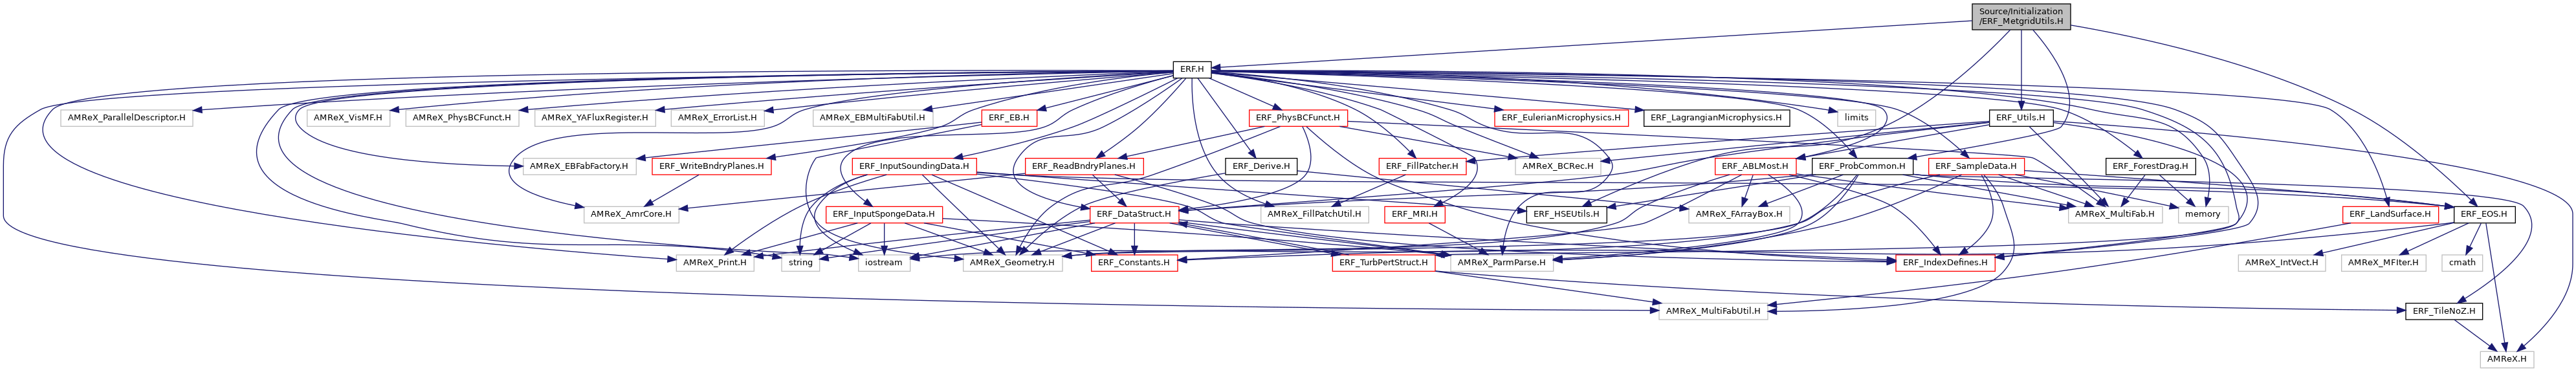 Source/Initialization
/ERF_MetgridUtils.H
ERF.H
AMReX_ParallelDescriptor.H
AMReX_VisMF.H
AMReX_PhysBCFunct.H
AMReX_YAFluxRegister.H
AMReX_ErrorList.H
AMReX_EBMultiFabUtil.H
ERF_EB.H
ERF_PhysBCFunct.H
ERF_EulerianMicrophysics.H
ERF_LagrangianMicrophysics.H
limits
ERF_Utils.H
AMReX_EBFabFactory.H
ERF_WriteBndryPlanes.H
ERF_InputSoundingData.H
ERF_ReadBndryPlanes.H
ERF_Derive.H
ERF_FillPatcher.H
AMReX_BCRec.H
ERF_ABLMost.H
ERF_ProbCommon.H
ERF_SampleData.H
ERF_ForestDrag.H
AMReX_AmrCore.H
ERF_InputSpongeData.H
ERF_DataStruct.H
AMReX_FillPatchUtil.H
ERF_MRI.H
ERF_HSEUtils.H
AMReX_FArrayBox.H
AMReX_MultiFab.H
memory
ERF_LandSurface.H
ERF_EOS.H
AMReX_Print.H
string
iostream
AMReX_Geometry.H
ERF_Constants.H
ERF_TurbPertStruct.H
AMReX_ParmParse.H
ERF_IndexDefines.H
AMReX_IntVect.H
AMReX_MFIter.H
cmath
AMReX_MultiFabUtil.H
ERF_TileNoZ.H
AMReX.H